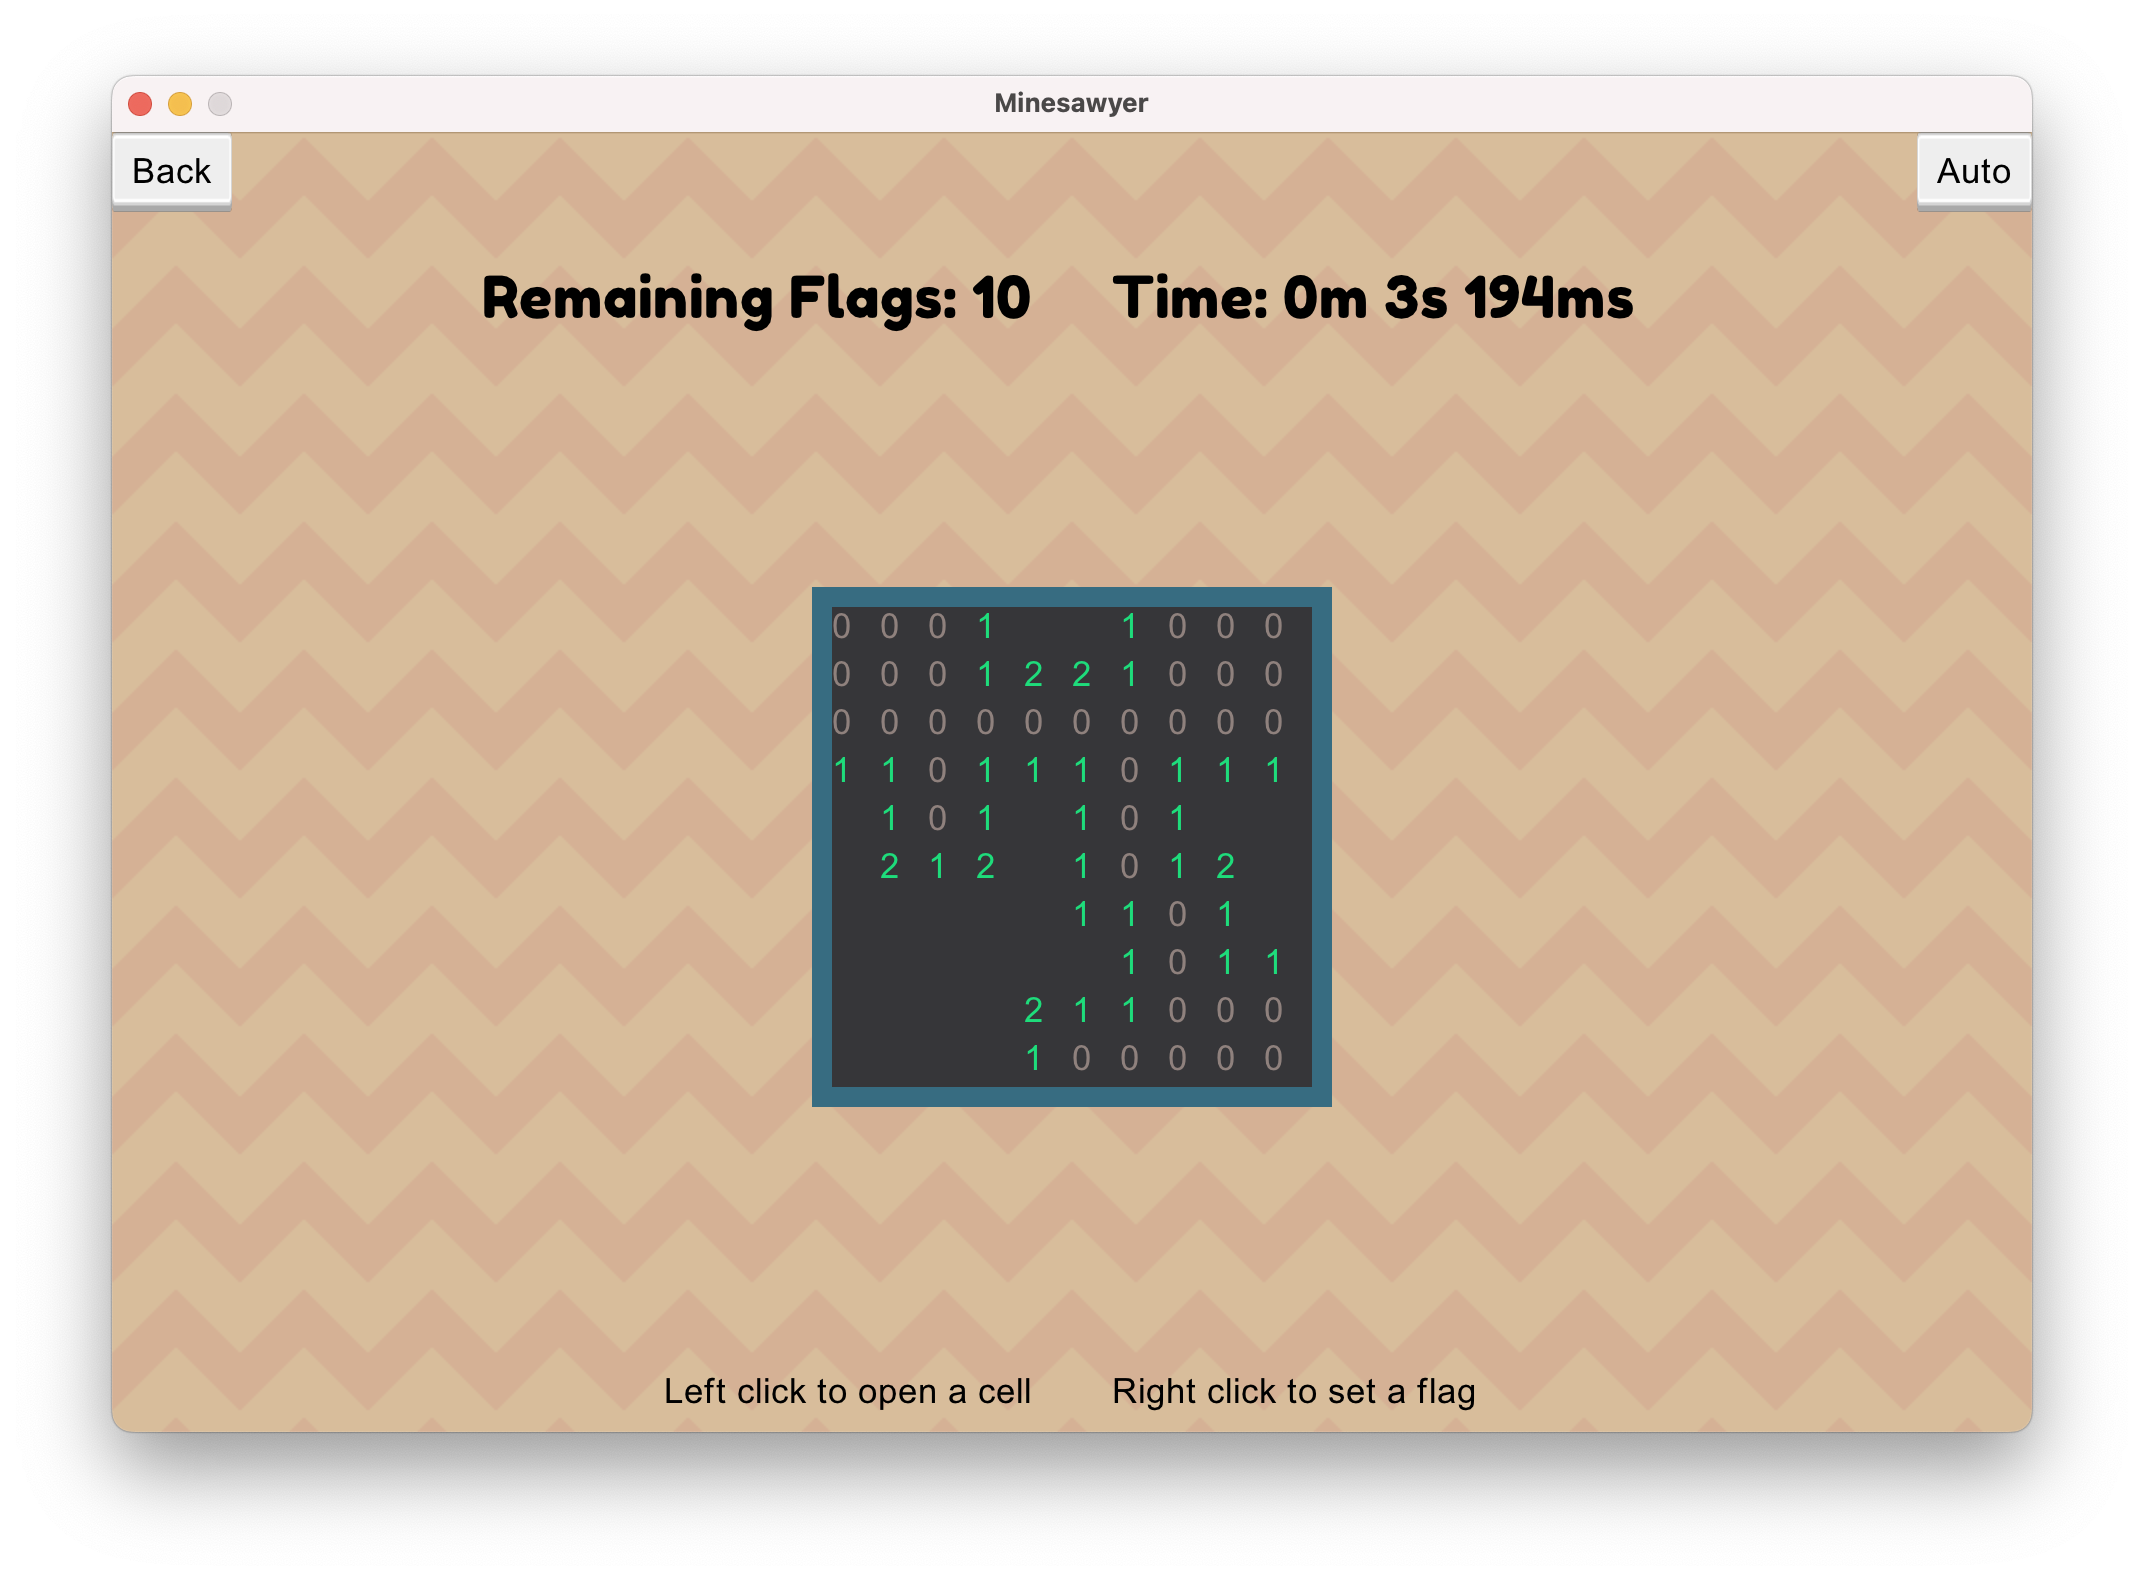 Minesawyer
Back
Auto
Remaining Flags: 10 Time: 0m 3s 194ms
0 0 0 1 1 0 0 0
0 0 0 1 2 2 1 0 0 0
0 0 0 0 0 0 0 0 0 0
1 1 0 1 1 1 0 1 1 1
1 0 1 1 0 1
2 1 2 1 0 1 2
1 1 0 1
1 0 1 1
2 1 1 0 0 0
1 0 0 0 0 0
Left click to open a cell Right click to set a flag